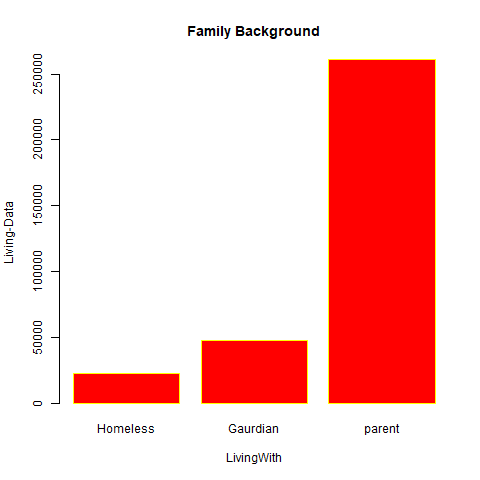 Family Background
Living-Data
250000
200000
150000
100000
50000
0
Homeless
Gaurdian
parent
LivingWith